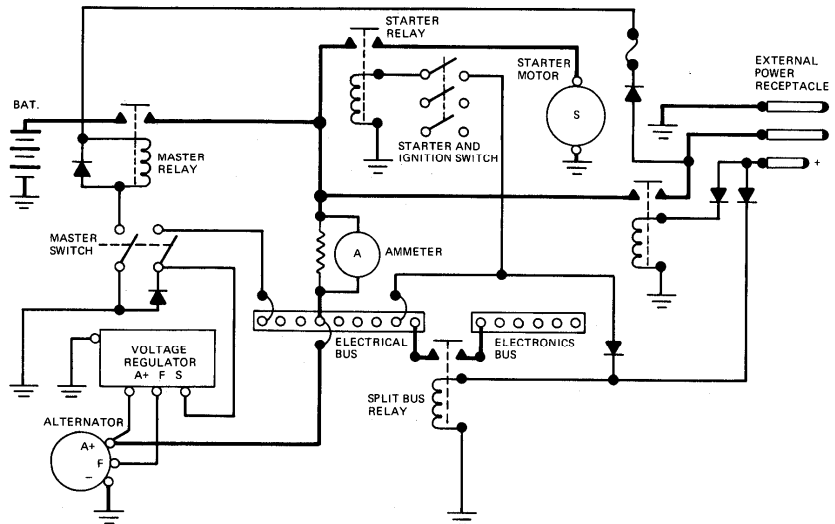 STARTER
RELAY
STARTER
MOTOR
EXTERNAL
POWER
RECEPTACLE
BAT.
S
STARTER AND
IGNITION SWITCH
MASTER
RELAY
+
MASTER
SWITCH
A
AMMETER
ELECTRICAL
BUS
ELECTRONICS
BUS
VOLTAGE
REGULATOR
A+ F S
SPLIT BUS
RELAY
ALTERNATOR
A+
F
−